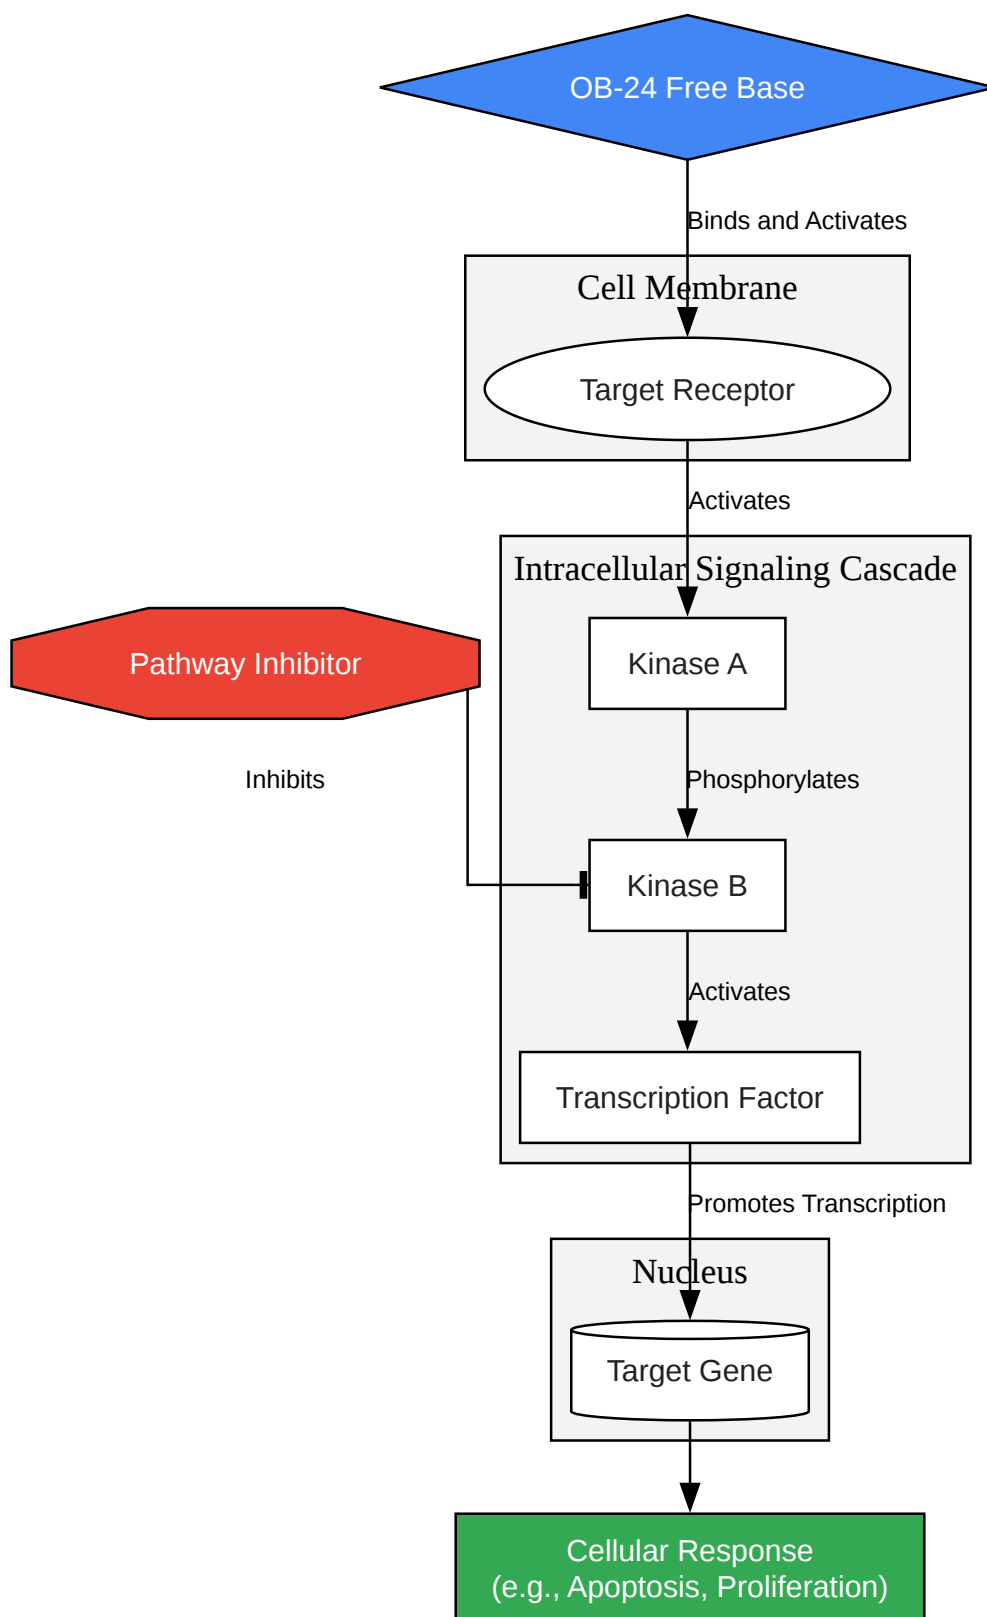 OB-24 Free Base
Binds and Activates
Cell Membrane
Target Receptor
Activates
Intracellular Signaling Cascade
Kinase A
Pathway Inhibitor
Inhibits
Phosphorylates
Kinase B
Activates
Transcription Factor
Promotes Transcription
Nucleus
Target Gene
Cellular Response
(e.g., Apoptosis, Proliferation)